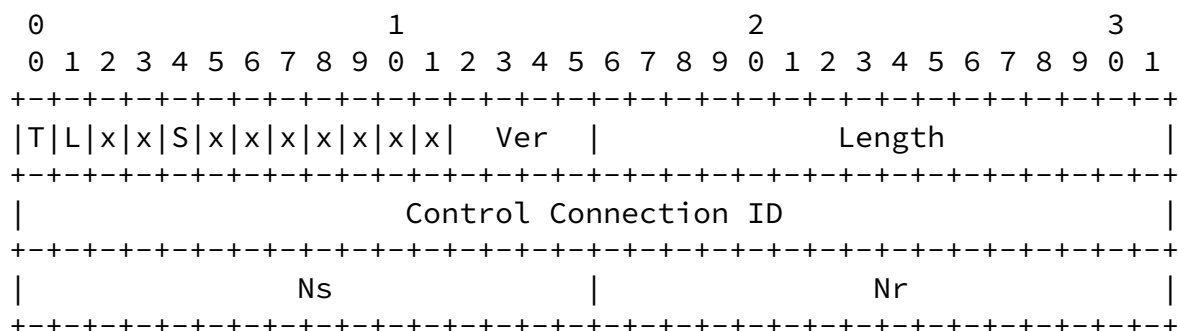 0                   1                   2                   3
 0 1 2 3 4 5 6 7 8 9 0 1 2 3 4 5 6 7 8 9 0 1 2 3 4 5 6 7 8 9 0 1
+-+-+-+-+-+-+-+-+-+-+-+-+-+-+-+-+-+-+-+-+-+-+-+-+-+-+-+-+-+-+-+-+
|T|L|x|x|S|x|x|x|x|x|x|x|  Ver  |             Length            |
+-+-+-+-+-+-+-+-+-+-+-+-+-+-+-+-+-+-+-+-+-+-+-+-+-+-+-+-+-+-+-+-+
|                     Control Connection ID                     |
+-+-+-+-+-+-+-+-+-+-+-+-+-+-+-+-+-+-+-+-+-+-+-+-+-+-+-+-+-+-+-+-+
|               Ns              |               Nr              |
+-+-+-+-+-+-+-+-+-+-+-+-+-+-+-+-+-+-+-+-+-+-+-+-+-+-+-+-+-+-+-+-+